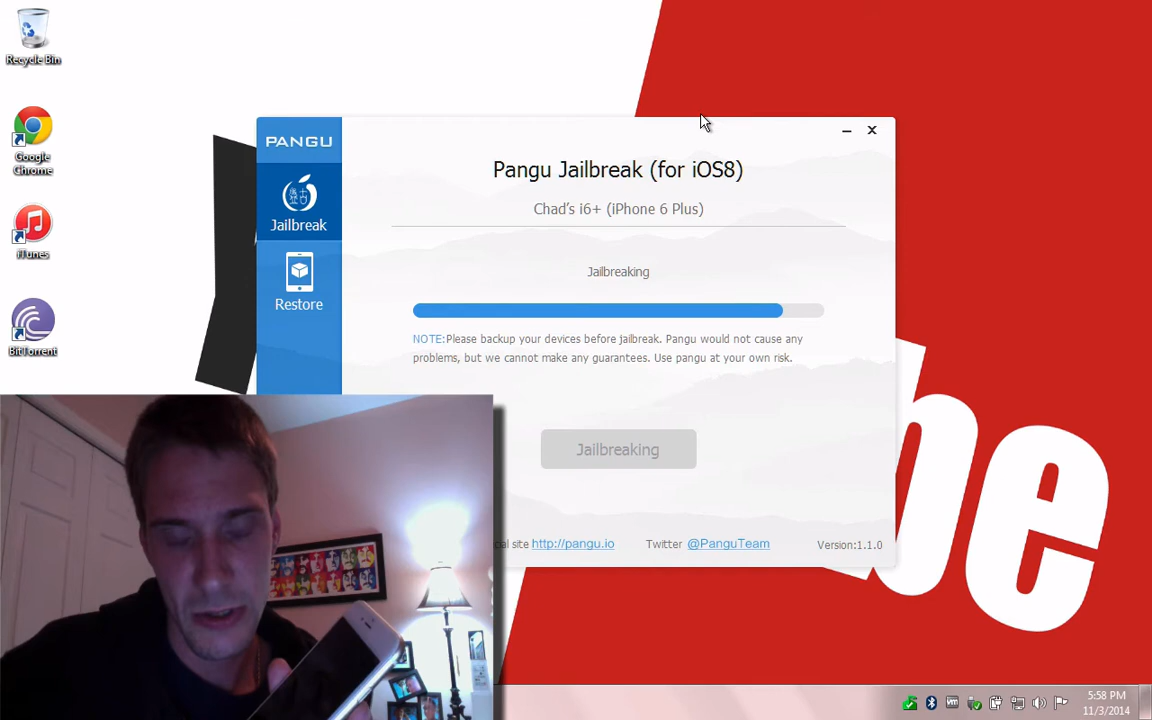 Recycle Bin
Google
Chrome
iTunes
BitTorrent
PANGU
Jailbreak
Restore
Pangu Jailbreak (for iOS8)
Chad's i6+ (iPhone 6 Plus)
Jailbreaking
NOTE:Please backup your devices before jailbreak. Pangu would not cause any
problems, but we cannot make any guarantees. Use pangu at your own risk.
Jailbreaking
site http://pangu.io Twitter @PanguTeam Version:1.1.0
be
5:58 PM
11/3/2014